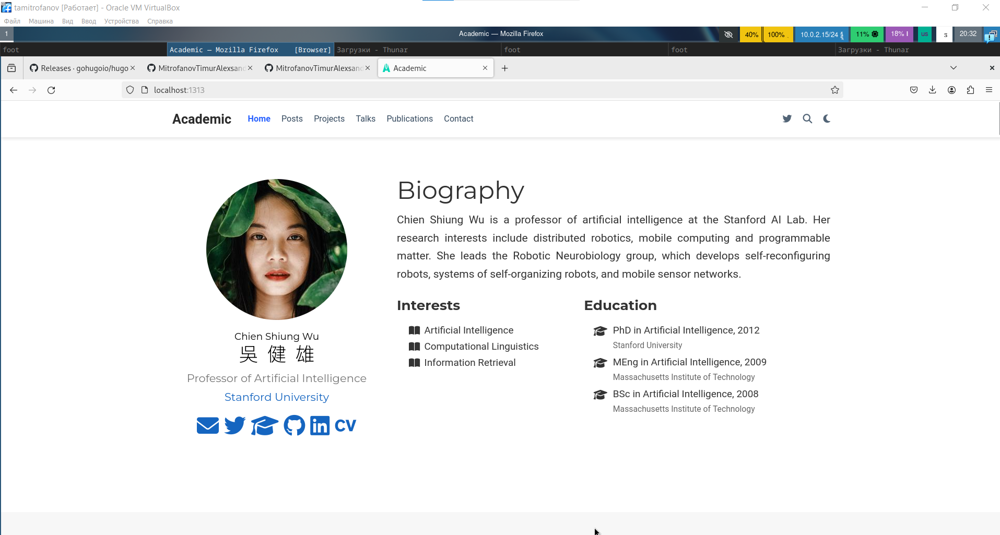 tamitrofanov [Работает] - Oracle VM VirtualBox
Файл Машина Вид Ввод Устройства Справка
1 Academic — Mozilla Firefox 40% 100% 10.0.2.15/24 11% 18% us 3 20:32
foot Academic — Mozilla Firefox [Browser] Загрузки - Thunar foot foot Загрузки - Thunar
Releases · gohugoio/hugo MitrofanovTimurAlexsand MitrofanovTimurAlexsand Academic
localhost:1313
Academic Home Posts Projects Talks Publications Contact
Biography
Chien Shiung Wu is a professor of artificial intelligence at the Stanford AI Lab. Her
research interests include distributed robotics, mobile computing and programmable
matter. She leads the Robotic Neurobiology group, which develops self-reconfiguring
robots, systems of self-organizing robots, and mobile sensor networks.
Chien Shiung Wu
吳健雄
Professor of Artificial Intelligence
Stanford University
CV
Interests
Artificial Intelligence
Computational Linguistics
Information Retrieval
Education
PhD in Artificial Intelligence, 2012
Stanford University
MEng in Artificial Intelligence, 2009
Massachusetts Institute of Technology
BSc in Artificial Intelligence, 2008
Massachusetts Institute of Technology